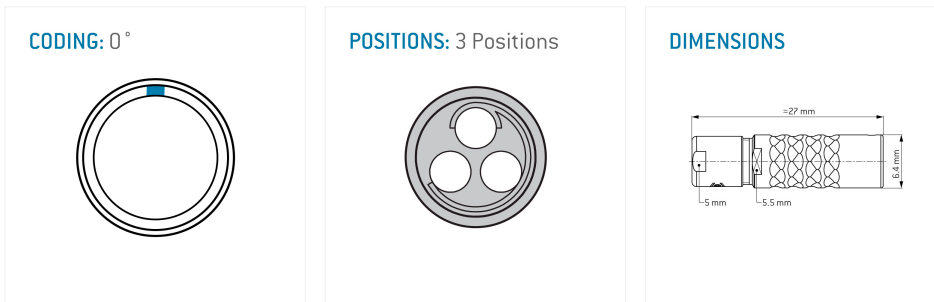 CODING: 0°
POSITIONS: 3 Positions
DIMENSIONS
≈27 mm
6.4 mm
5 mm
5.5 mm